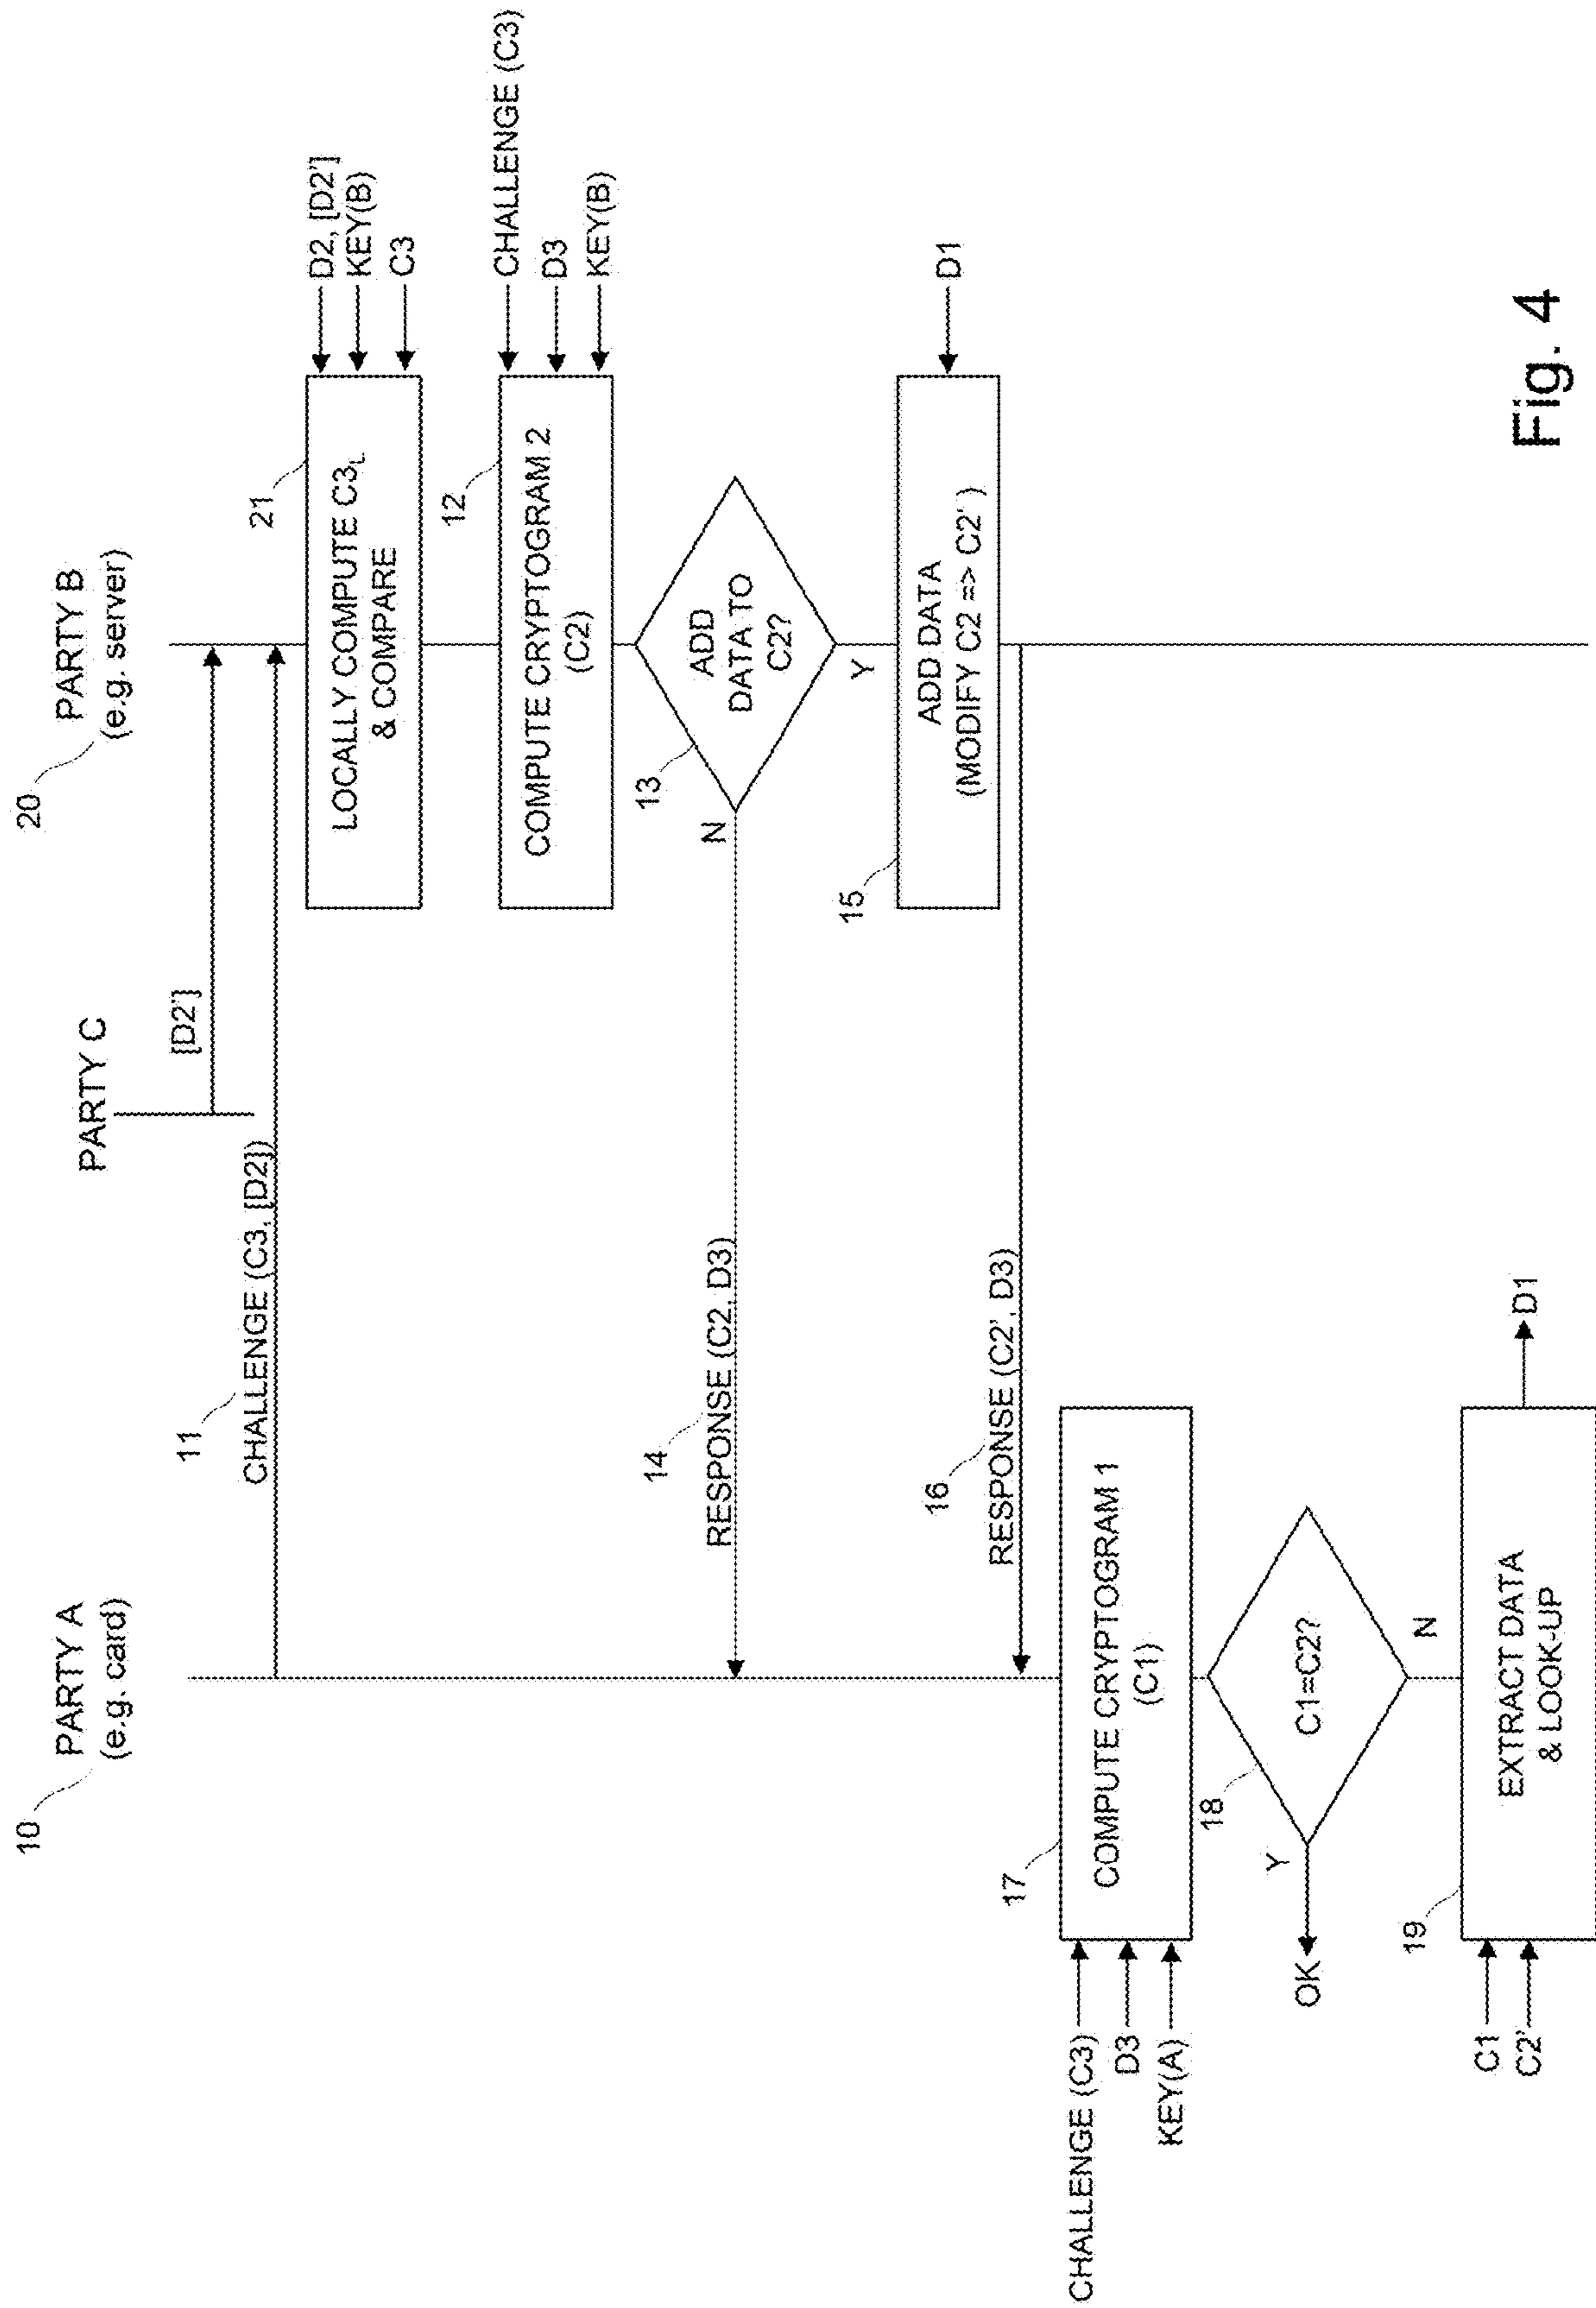 20
PARTY B
(e.g. server)
PARTY C
10
PARTY A
(e.g. card)
[D2']
11
CHALLENGE (C3, [D2])
21
LOCALLY COMPUTE C3L
& COMPARE
D2, [D2']
KEY(B)
C3
12
COMPUTE CRYPTOGRAM 2
(C2)
CHALLENGE (C3)
D3
KEY(B)
13
ADD
DATA TO
C2?
N
Y
14
RESPONSE (C2, D3)
15
ADD DATA
(MODIFY C2 => C2' )
D1
16
RESPONSE (C2', D3)
17
COMPUTE CRYPTOGRAM 1
(C1)
CHALLENGE (C3)
D3
KEY(A)
18
C1=C2?
Y
OK
N
19
EXTRACT DATA
& LOOK-UP
C1
C2'
D1
Fig. 4